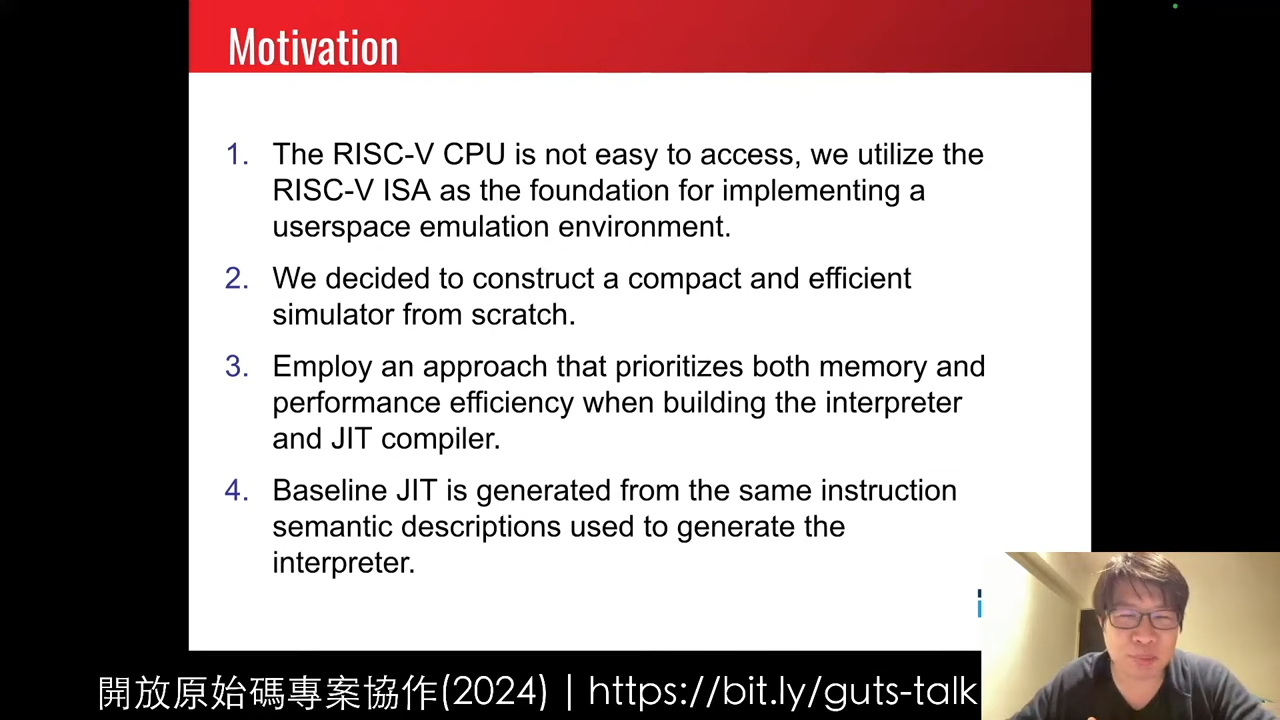 Motivation
1. The RISC-V CPU is not easy to access, we utilize the
RISC-V ISA as the foundation for implementing a
userspace emulation environment.
2. We decided to construct a compact and efficient
simulator from scratch.
3. Employ an approach that prioritizes both memory and
performance efficiency when building the interpreter
and JIT compiler.
4. Baseline JIT is generated from the same instruction
semantic descriptions used to generate the
interpreter.
開放原始碼專案協作(2024) | https://bit.ly/guts-talk